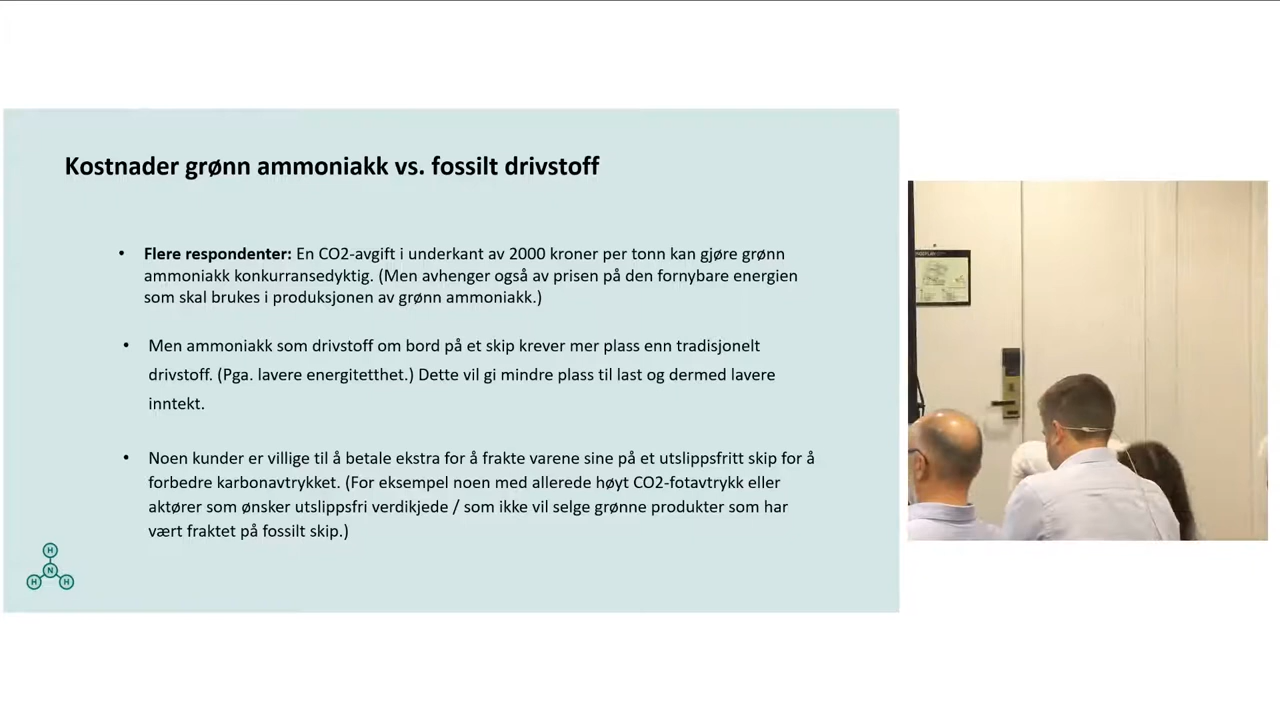 Kostnader grønn ammoniakk vs. fossilt drivstoff
• Flere respondenter: En CO2-avgift i underkant av 2000 kroner per tonn kan gjøre grønn
ammoniakk konkurransedyktig. (Men avhenger også av prisen på den fornybare energien
som skal brukes i produksjonen av grønn ammoniakk.)
• Men ammoniakk som drivstoff om bord på et skip krever mer plass enn tradisjonelt
drivstoff. (Pga. lavere energitetthet.) Dette vil gi mindre plass til last og dermed lavere
inntekt.
• Noen kunder er villige til å betale ekstra for å frakte varene sine på et utslippsfritt skip for å
forbedre karbonavtrykket. (For eksempel noen med allerede høyt CO2-fotavtrykk eller
aktører som ønsker utslippsfri verdikjede / som ikke vil selge grønne produkter som har
vært fraktet på fossilt skip.)
H
N
H H